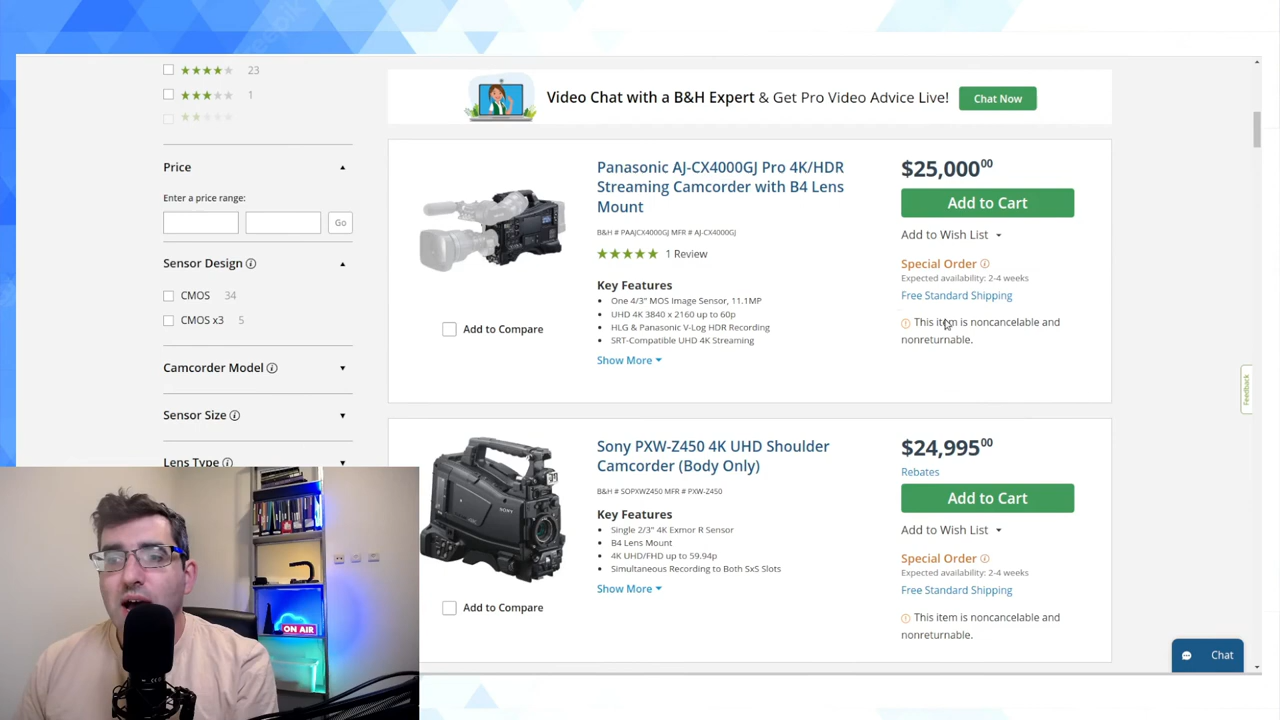 23
1
Price
Enter a price range:
Go
Sensor Design
CMOS 34
CMOS x3 5
Camcorder Model
Sensor Size
Lens Type
Video Chat with a B&H Expert & Get Pro Video Advice Live! Chat Now
Panasonic AJ-CX4000GJ Pro 4K/HDR
Streaming Camcorder with B4 Lens
Mount
B&H # PAAJCX4000GJ MFR # AJ-CX4000GJ
1 Review
Key Features
• One 4/3" MOS Image Sensor, 11.1MP
• UHD 4K 3840 x 2160 up to 60p
• HLG & Panasonic V-Log HDR Recording
• SRT-Compatible UHD 4K Streaming
Show More
Add to Compare
$25,000.00
Add to Cart
Add to Wish List
Special Order
Expected availability: 2-4 weeks
Free Standard Shipping
This item is noncancelable and
nonreturnable.
Sony PXW-Z450 4K UHD Shoulder
Camcorder (Body Only)
B&H # SOPXWZ450 MFR # PXW-Z450
Key Features
• Single 2/3" 4K Exmor R Sensor
• B4 Lens Mount
• 4K UHD/FHD up to 59.94p
• Simultaneous Recording to Both SxS Slots
Show More
Add to Compare
SONY
$24,995.00
Rebates
Add to Cart
Add to Wish List
Special Order
Expected availability: 2-4 weeks
Free Standard Shipping
This item is noncancelable and
nonreturnable.
Feedback
Chat
ON AIR